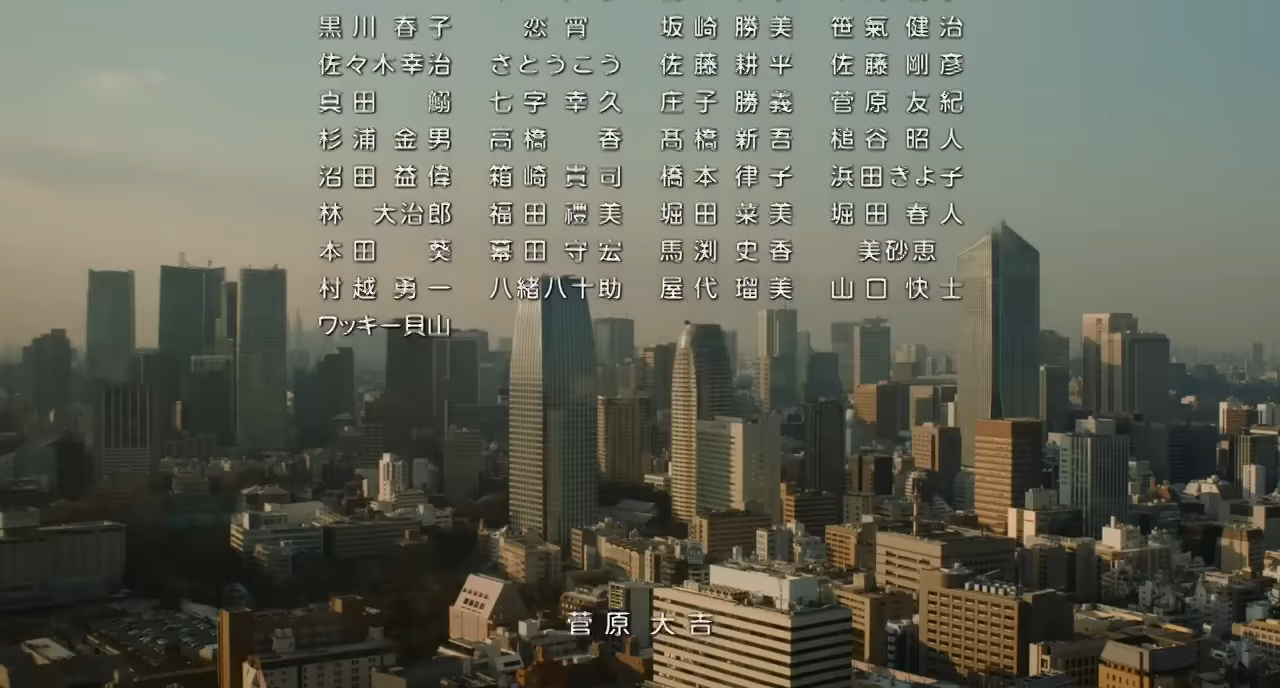 黒川 春子 恋宵 坂崎 勝美 笹氣 健治
佐々木幸治 さとうこう 佐藤 耕平 佐藤 剛彦
真田 七字 幸久 庄子 勝義 菅原 友紀
杉浦 金男 高橋 香 髙橋 新吾 槌谷 昭人
沼田 益偉 箱崎 貴司 橋本 律子 浜田きよ子
林 大治郎 福田 禮美 堀田 菜美 堀田 春人
本田 葵 幕田 守宏 馬渕 史香 美砂恵
村越 勇一 八緒八十助 屋代 瑠美 山口 快士
ワッキー貝山
菅原 大吉